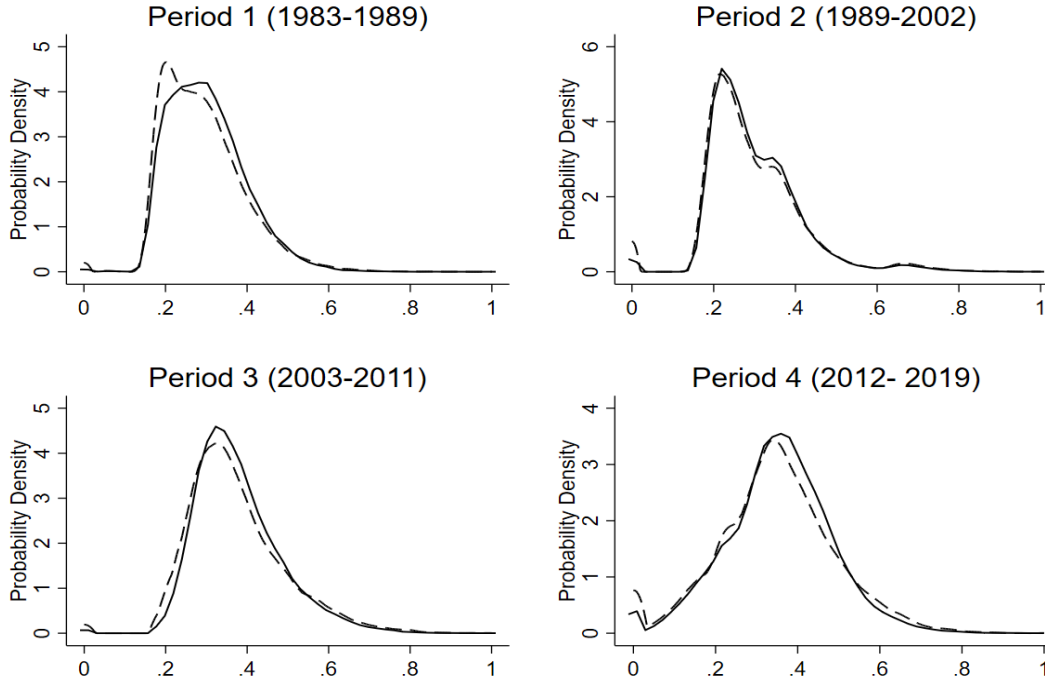 Period 1 (1983-1989)
Probability Density
5
4
3
2
1
0
0 .2 .4 .6 .8 1
Period 2 (1989-2002)
Probability Density
6
4
2
0
0 .2 .4 .6 .8 1
Period 3 (2003-2011)
Probability Density
5
4
3
2
1
0
0 .2 .4 .6 .8 1
Period 4 (2012- 2019)
Probability Density
4
3
2
1
0
0 .2 .4 .6 .8 1